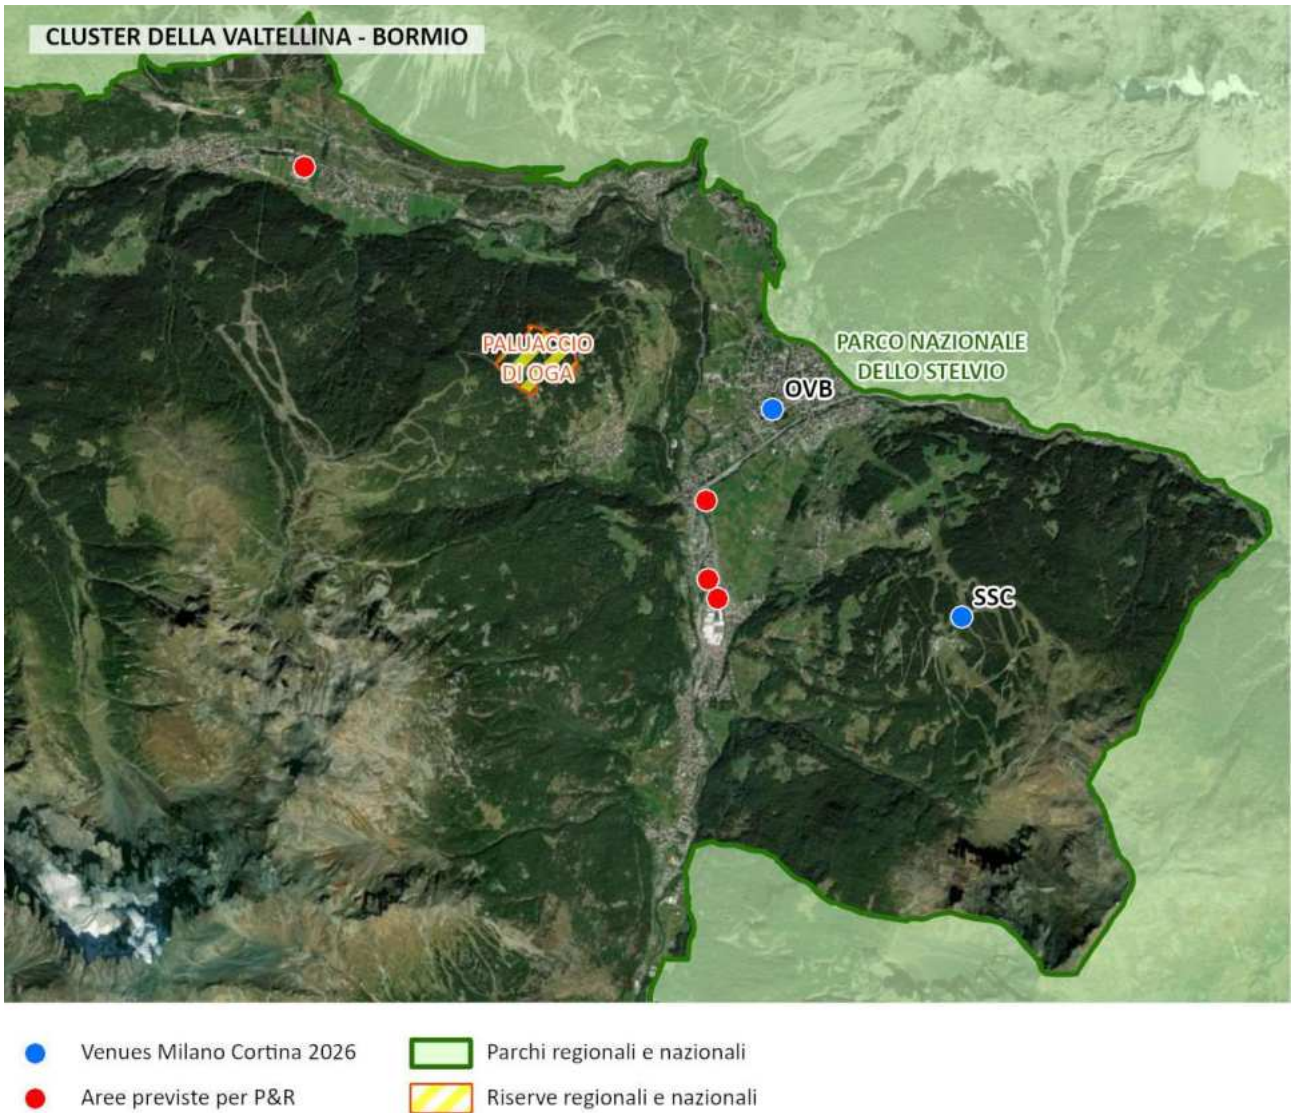 CLUSTER DELLA VALTELLINA - BORMIO
PALUACCIO
DI OGA
PARCO NAZIONALE
DELLO STELVIO
OVB
SSC
Venues Milano Cortina 2026
Parchi regionali e nazionali
Aree previste per P&R
Riserve regionali e nazionali